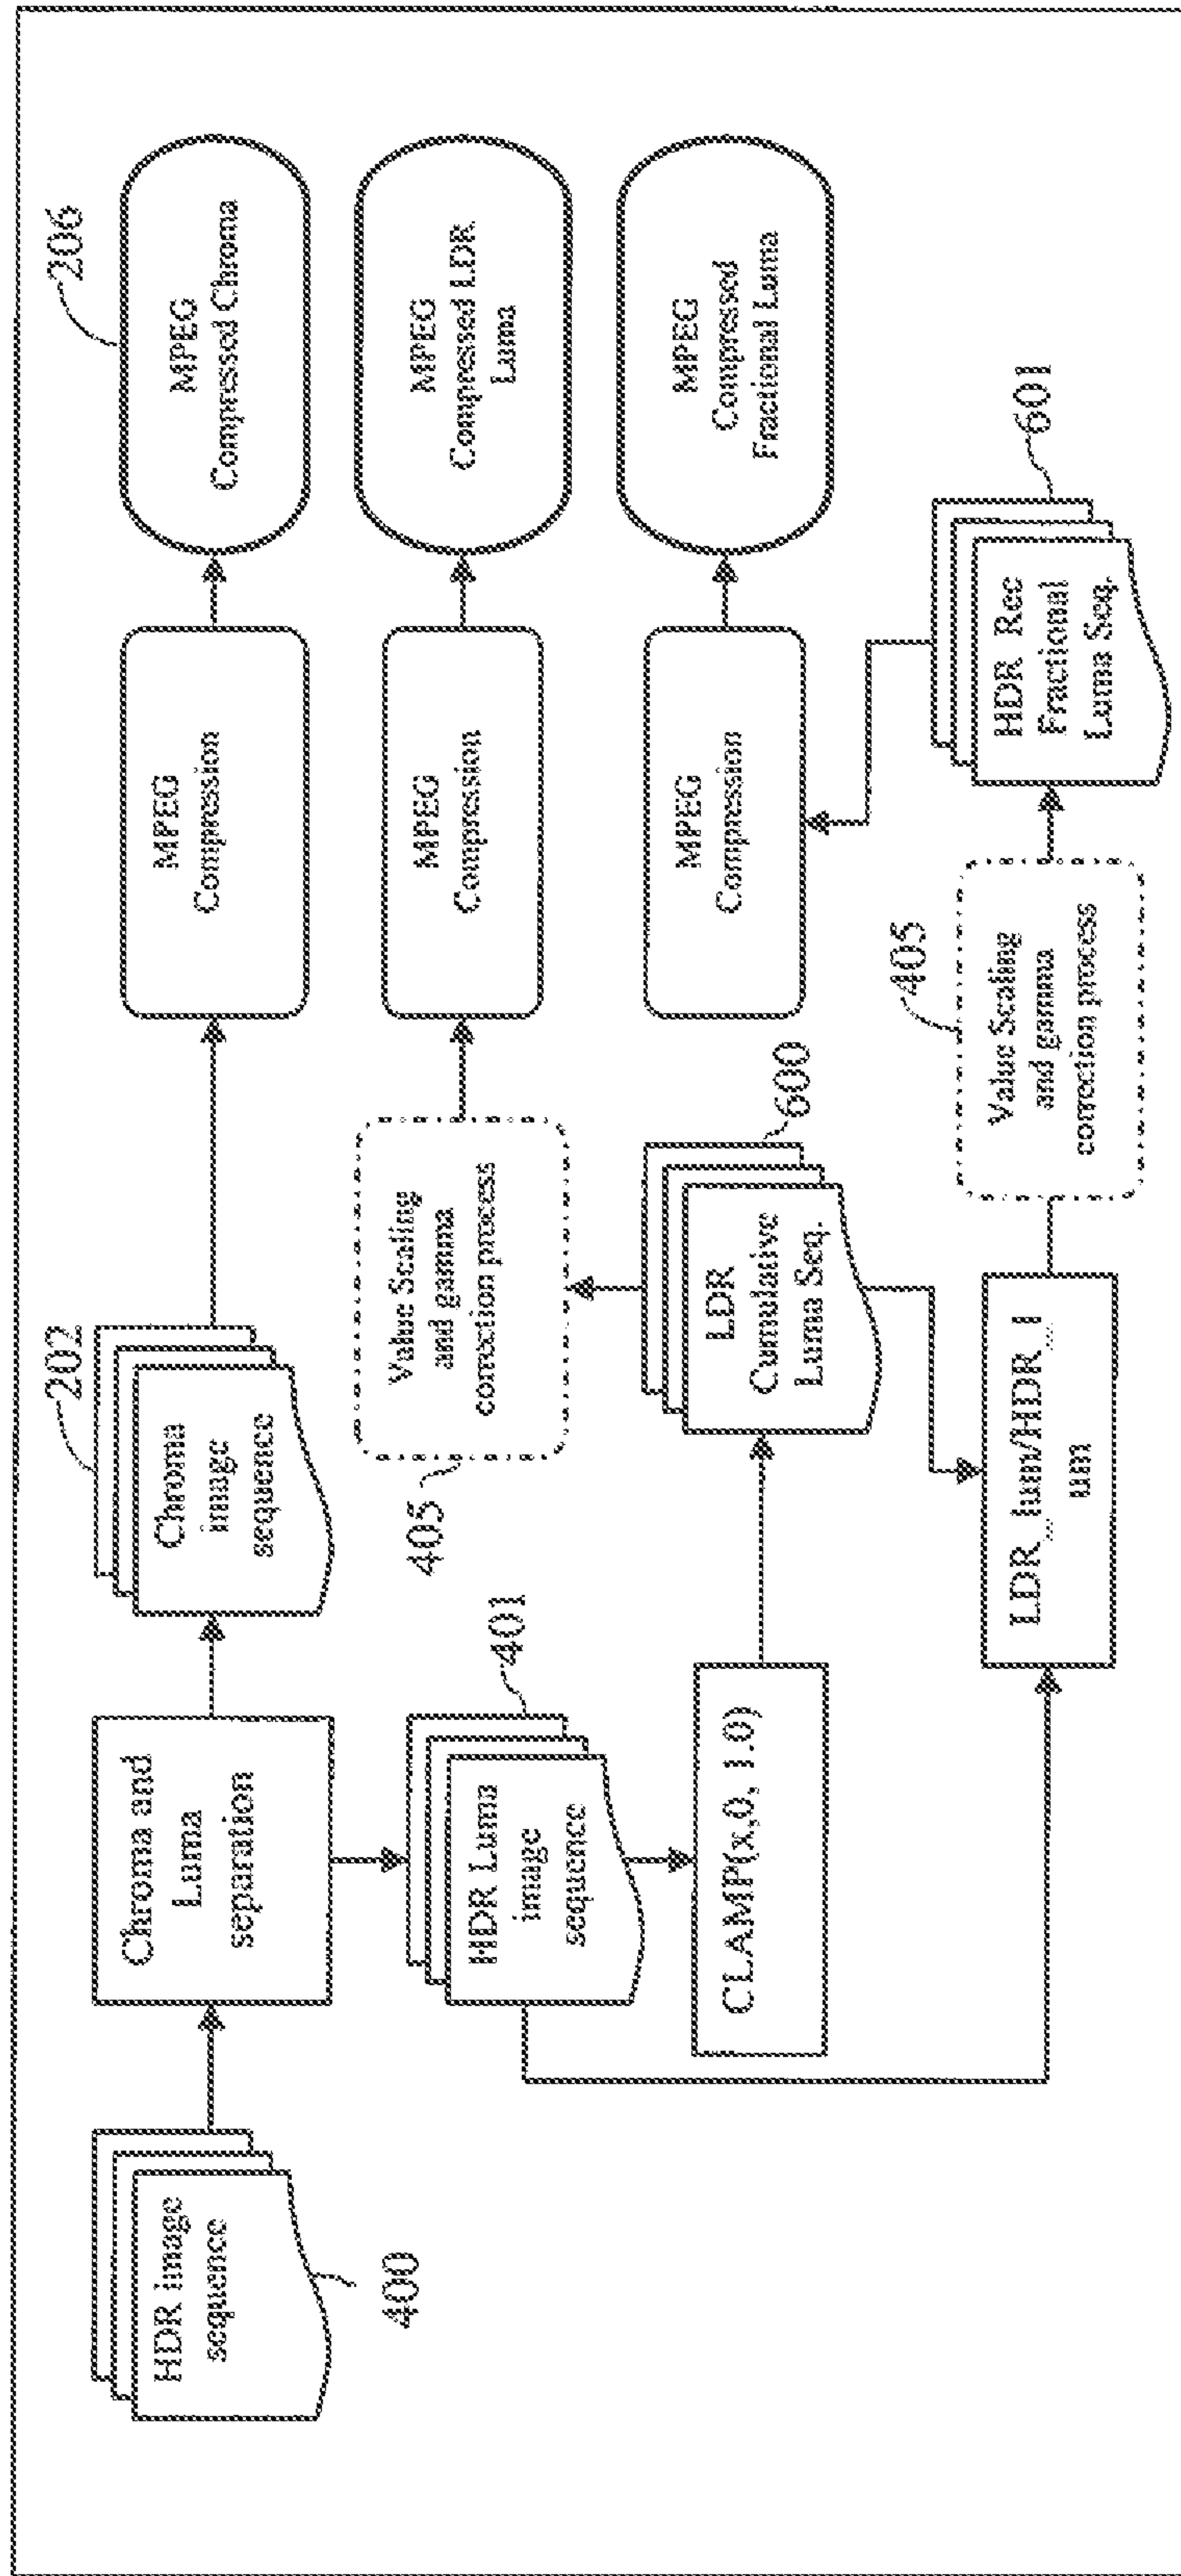 HDR image
sequence
400
Chroma and
Luma
separation
Chroma
image
sequence
202
MPEG
Compression
MPEG
Compressed Chroma
206
HDR Luma
image
sequence
401
Value Scaling
and gamma
correction process
405
MPEG
Compression
MPEG
Compressed LDR
Luma
CLAMP(x,0, 1.0)
LDR
Cumulative
Luma Seq.
600
MPEG
Compression
MPEG
Compressed
Fractional Luma
LDR_lum/HDR_l
um
Value Scaling
and gamma
correction process
405
HDR Rec
Fractional
Luma Seq.
601